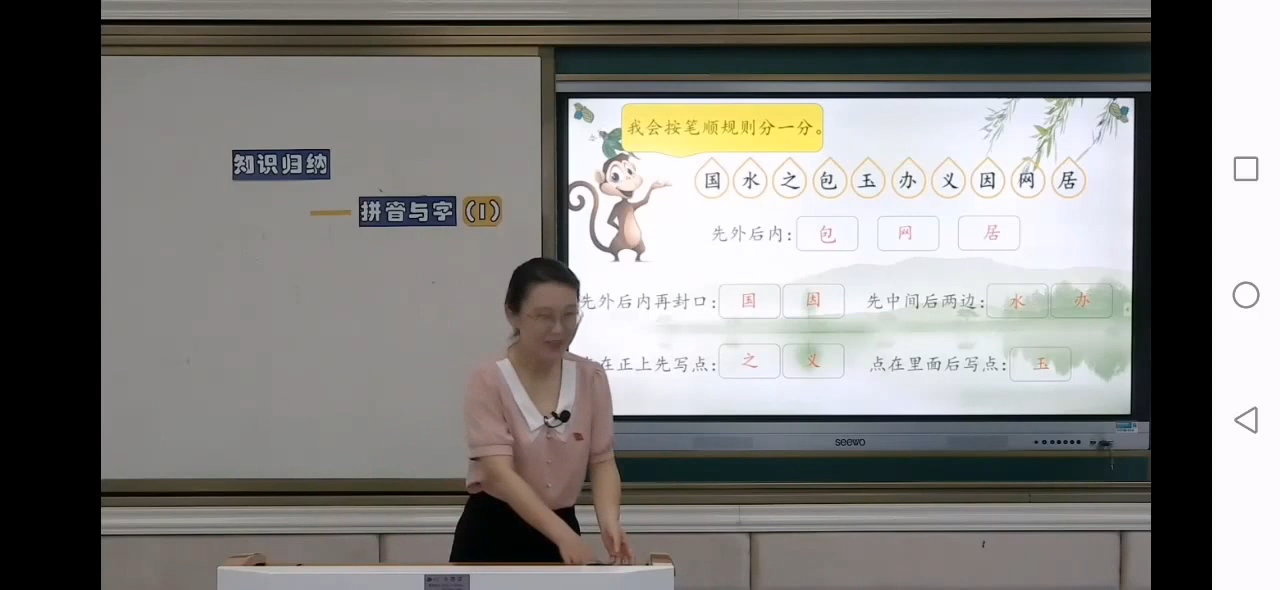 知识归纳
拼音与字(1)
我会按笔顺规则分一分。
国 水 之 包 玉 办 义 因 网 居
先外后内: 包 网 居
先外后内再封口: 国 因
先中间后两边: 水 办
在正上先写点: 之 义
点在里面后写点: 玉
seewo